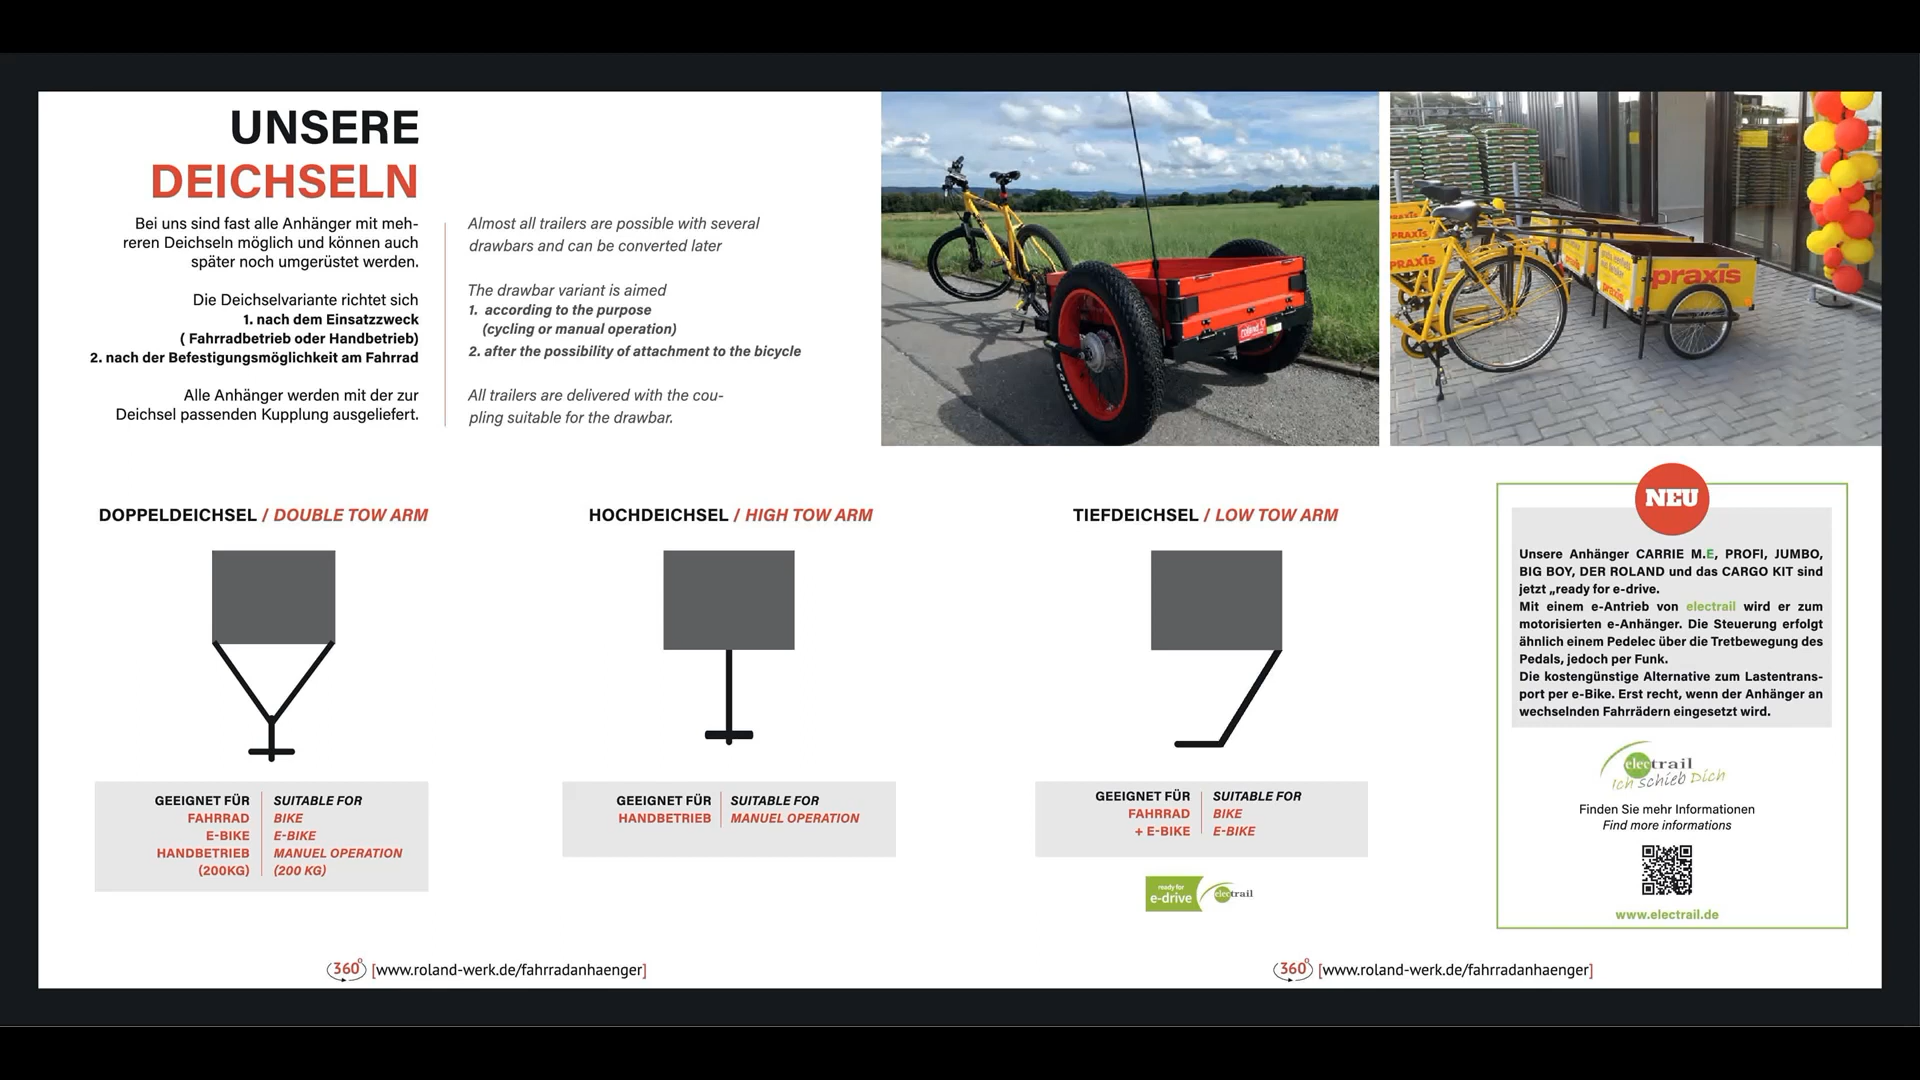 UNSERE
DEICHSELN
Bei uns sind fast alle Anhänger mit meh-
reren Deichseln möglich und können auch
später noch umgerüstet werden.
Die Deichselvariante richtet sich
1. nach dem Einsatzzweck
( Fahrradbetrieb oder Handbetrieb)
2. nach der Befestigungsmöglichkeit am Fahrrad
Alle Anhänger werden mit der zur
Deichsel passenden Kupplung ausgeliefert.
Almost all trailers are possible with several
drawbars and can be converted later
The drawbar variant is aimed
1. according to the purpose
(cycling or manual operation)
2. after the possibility of attachment to the bicycle
All trailers are delivered with the cou-
pling suitable for the drawbar.
KENDA
roland
PRAXIS
PRAXIS
praxis
DOPPELDEICHSEL / DOUBLE TOW ARM
GEEIGNET FÜR
FAHRRAD
E-BIKE
HANDBETRIEB
(200KG)
SUITABLE FOR
BIKE
E-BIKE
MANUEL OPERATION
(200 KG)
HOCHDEICHSEL / HIGH TOW ARM
GEEIGNET FÜR
HANDBETRIEB
SUITABLE FOR
MANUEL OPERATION
TIEFDEICHSEL / LOW TOW ARM
GEEIGNET FÜR
FAHRRAD
+ E-BIKE
SUITABLE FOR
BIKE
E-BIKE
ready for
e-drive
electrail
NEU
Unsere Anhänger CARRIE M.E, PROFI, JUMBO,
BIG BOY, DER ROLAND und das CARGO KIT sind
jetzt „ready for e-drive.
Mit einem e-Antrieb von electrail wird er zum
motorisierten e-Anhänger. Die Steuerung erfolgt
ähnlich einem Pedelec über die Tretbewegung des
Pedals, jedoch per Funk.
Die kostengünstige Alternative zum Lastentrans-
port per e-Bike. Erst recht, wenn der Anhänger an
wechselnden Fahrrädern eingesetzt wird.
electrail
Ich schieb Dich
Finden Sie mehr Informationen
Find more informations
www.electrail.de
360° [www.roland-werk.de/fahrradanhaenger]
360° [www.roland-werk.de/fahrradanhaenger]